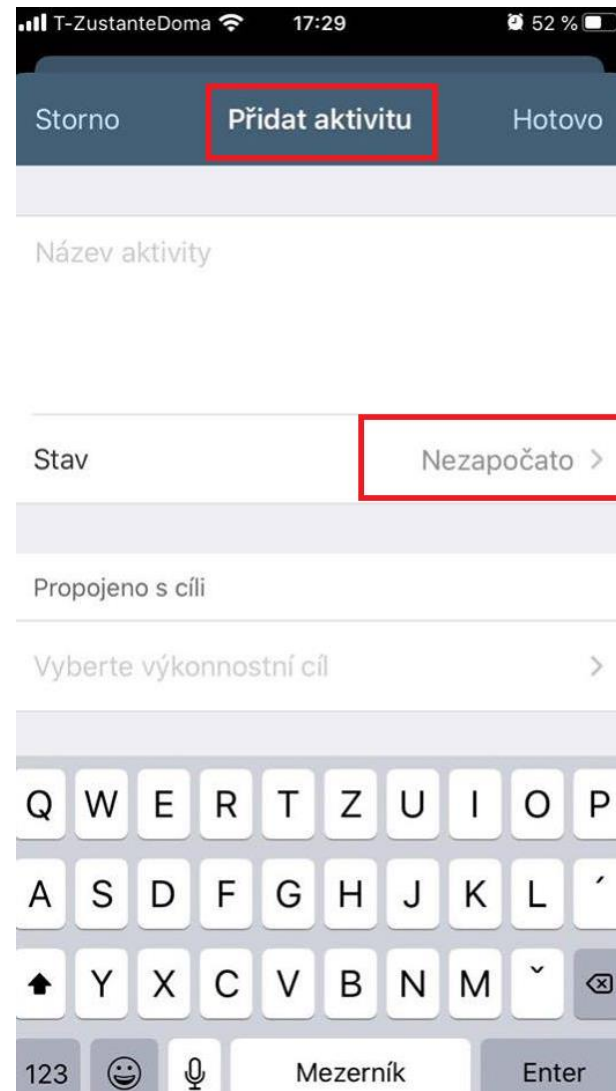 T-ZustanteDoma 17:29 52 %
Storno Přidat aktivitu Hotovo
Název aktivity
Stav Nezapočato
Propojeno s cíli
Vyberte výkonnostní cíl
Q W E R T Z U I O P
A S D F G H J K L ´
Y X C V B N M ˇ
123 Mezerník Enter